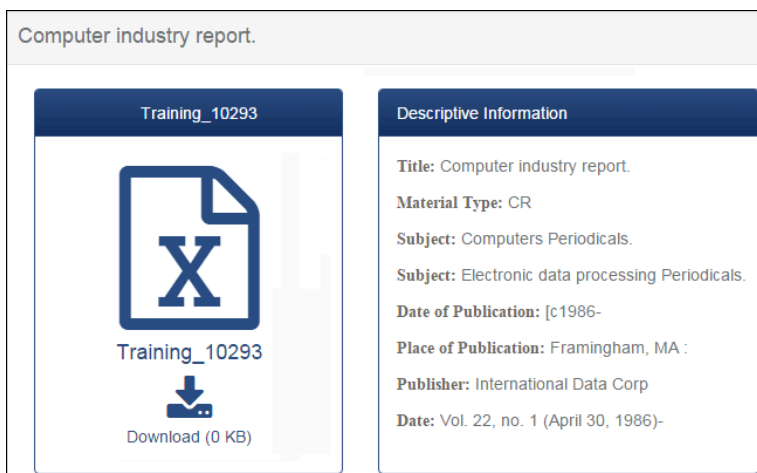 Computer industry report.
Training_10293
X
Training_10293
Download (0 KB)
Descriptive Information
Title: Computer industry report.
Material Type: CR
Subject: Computers Periodicals.
Subject: Electronic data processing Periodicals.
Date of Publication: [c1986-
Place of Publication: Framingham, MA :
Publisher: International Data Corp
Date: Vol. 22, no. 1 (April 30, 1986)-